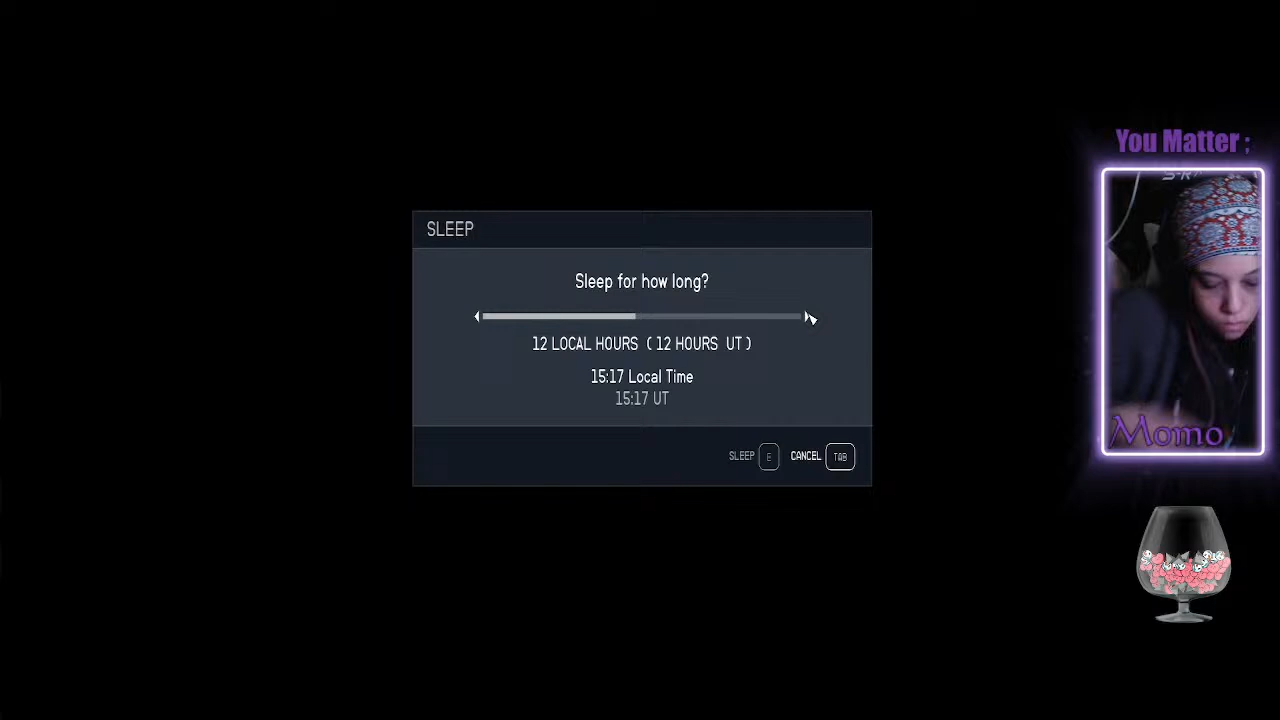 You Matter ;
SLEEP
Sleep for how long?
12 LOCAL HOURS ( 12 HOURS UT )
15:17 Local Time
15:17 UT
SLEEP E CANCEL TAB
Momo